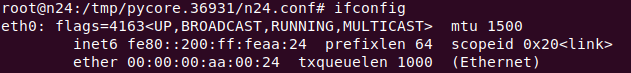 root@n24:/tmp/pycore.36931/n24.conf# ifconfig
eth0: flags=4163<UP,BROADCAST,RUNNING,MULTICAST>  mtu 1500
        inet6 fe80::200:ff:feaa:24  prefixlen 64  scopeid 0x20<link>
        ether 00:00:00:aa:00:24  txqueuelen 1000  (Ethernet)